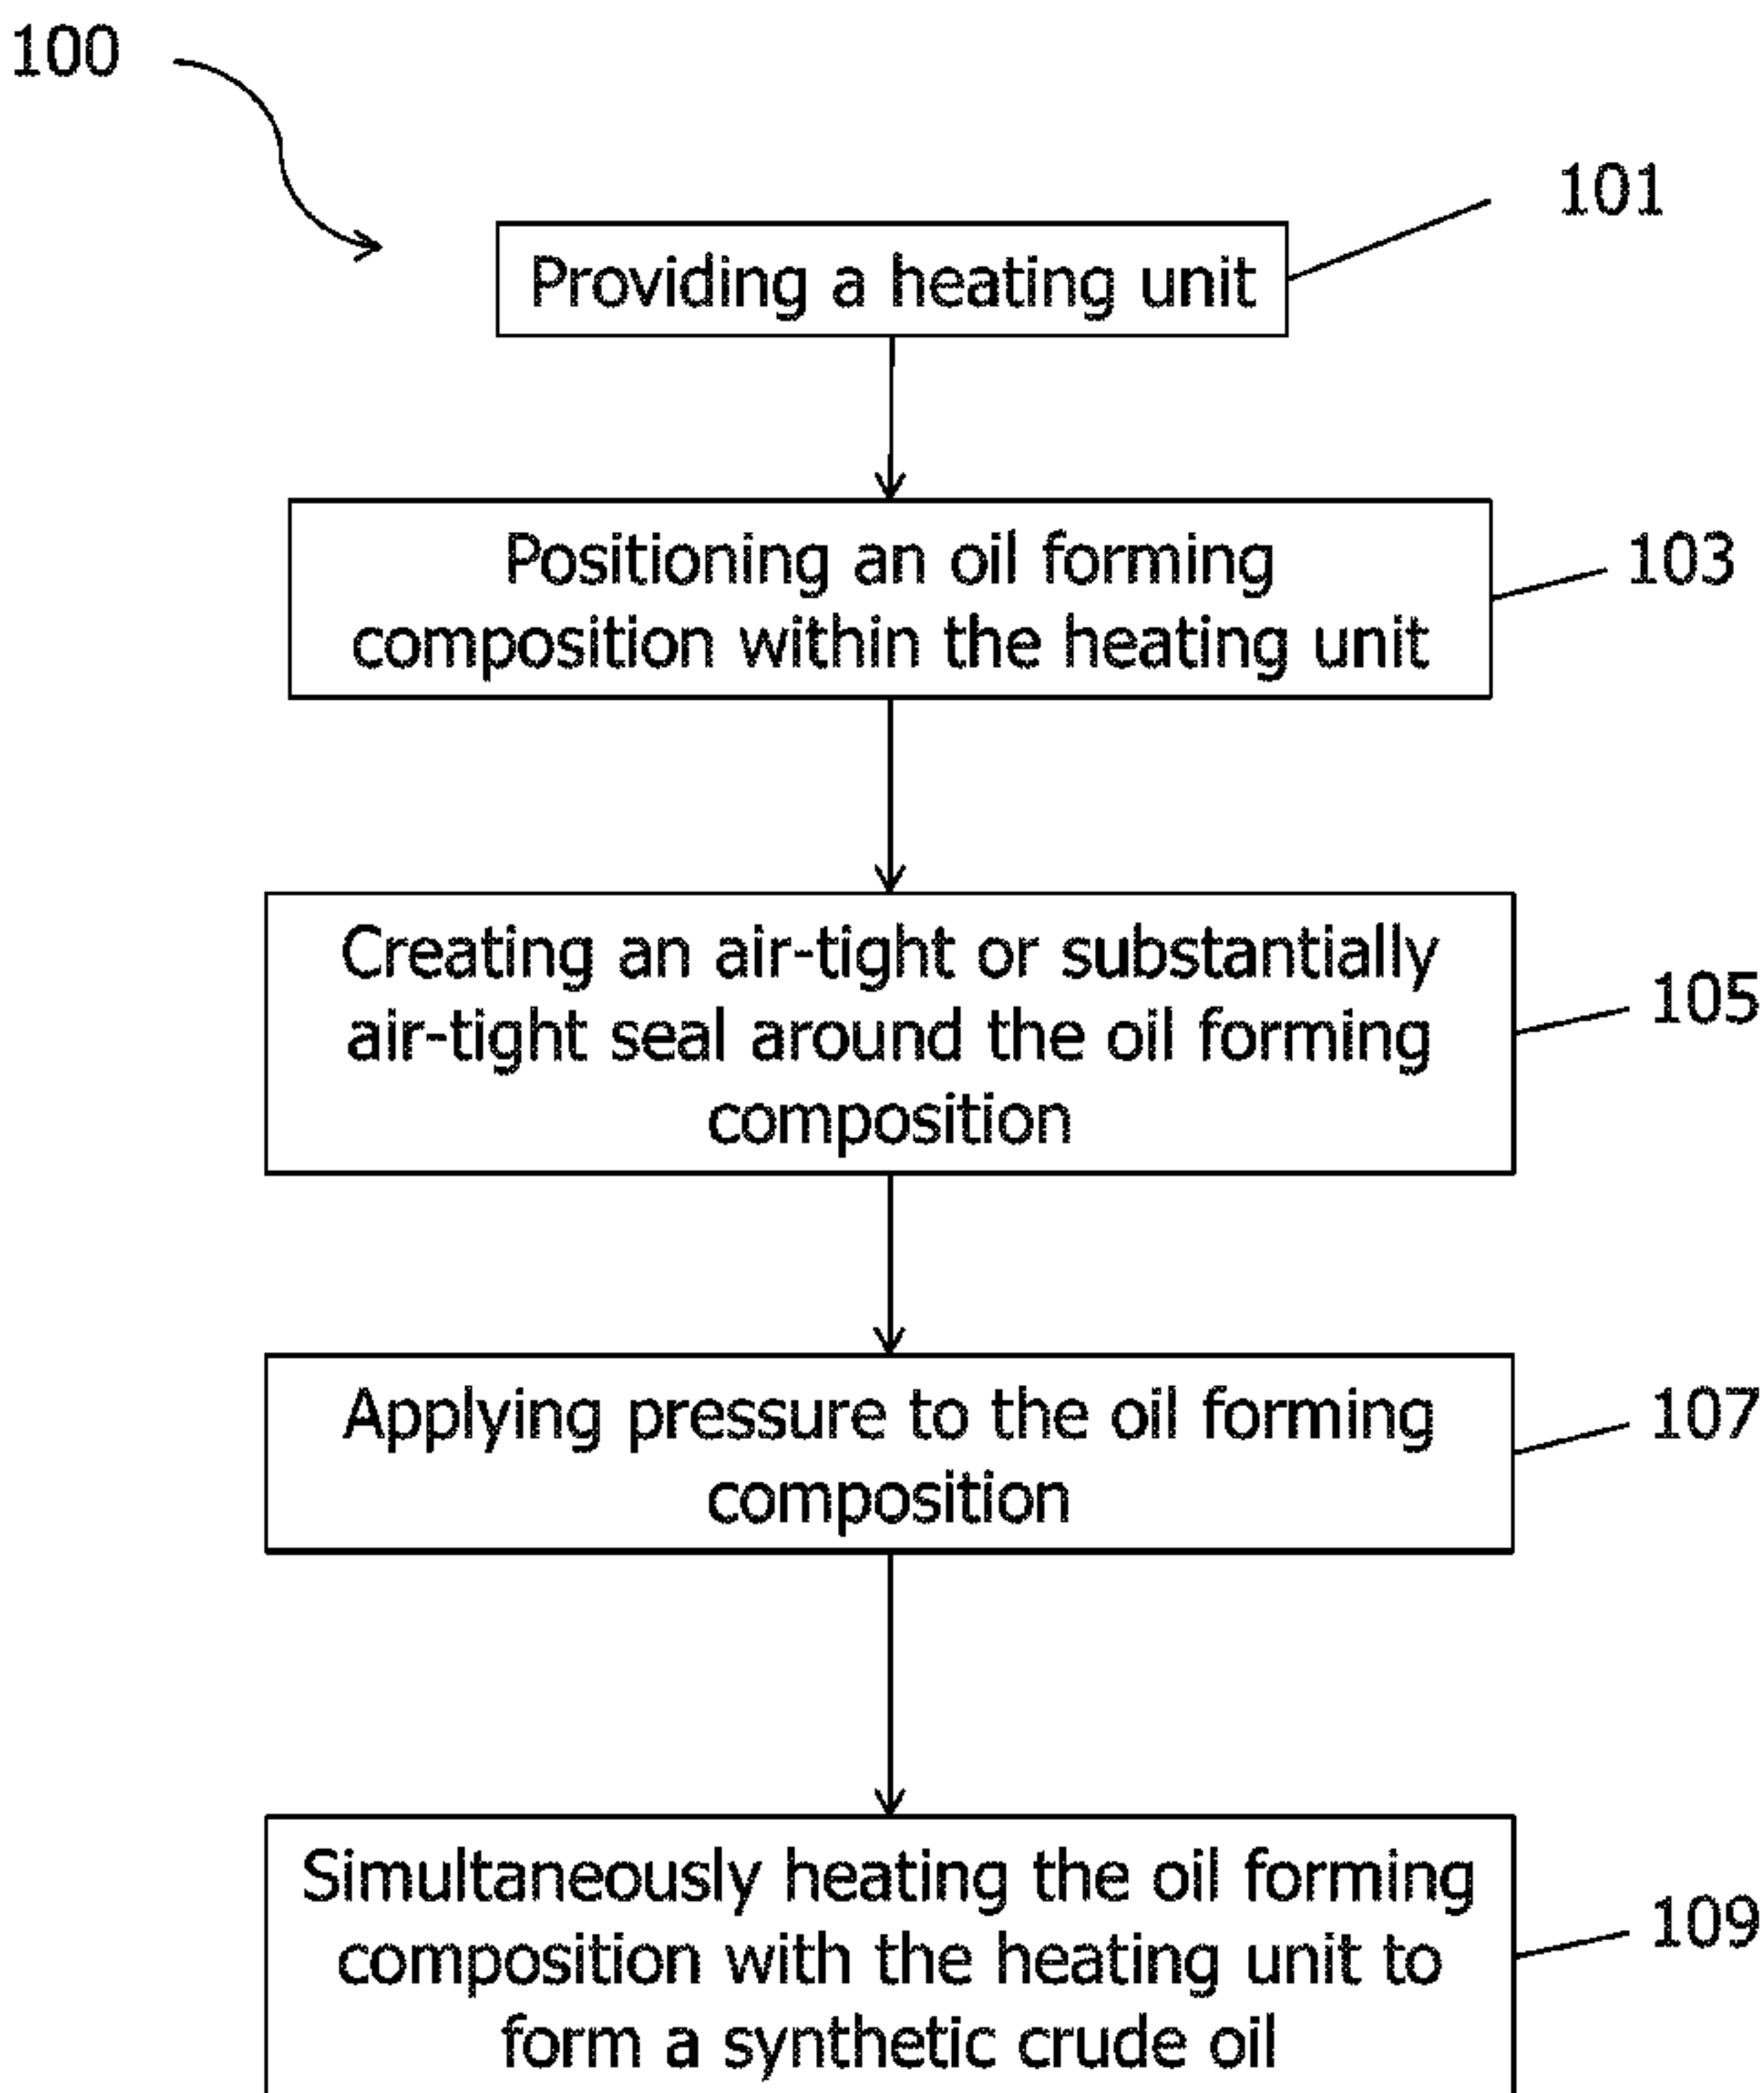 100
101
Providing a heating unit
Positioning an oil forming
composition within the heating unit
103
Creating an air-tight or substantially
air-tight seal around the oil forming
composition
105
Applying pressure to the oil forming
composition
107
Simultaneously heating the oil forming
composition with the heating unit to
form a synthetic crude oil
109